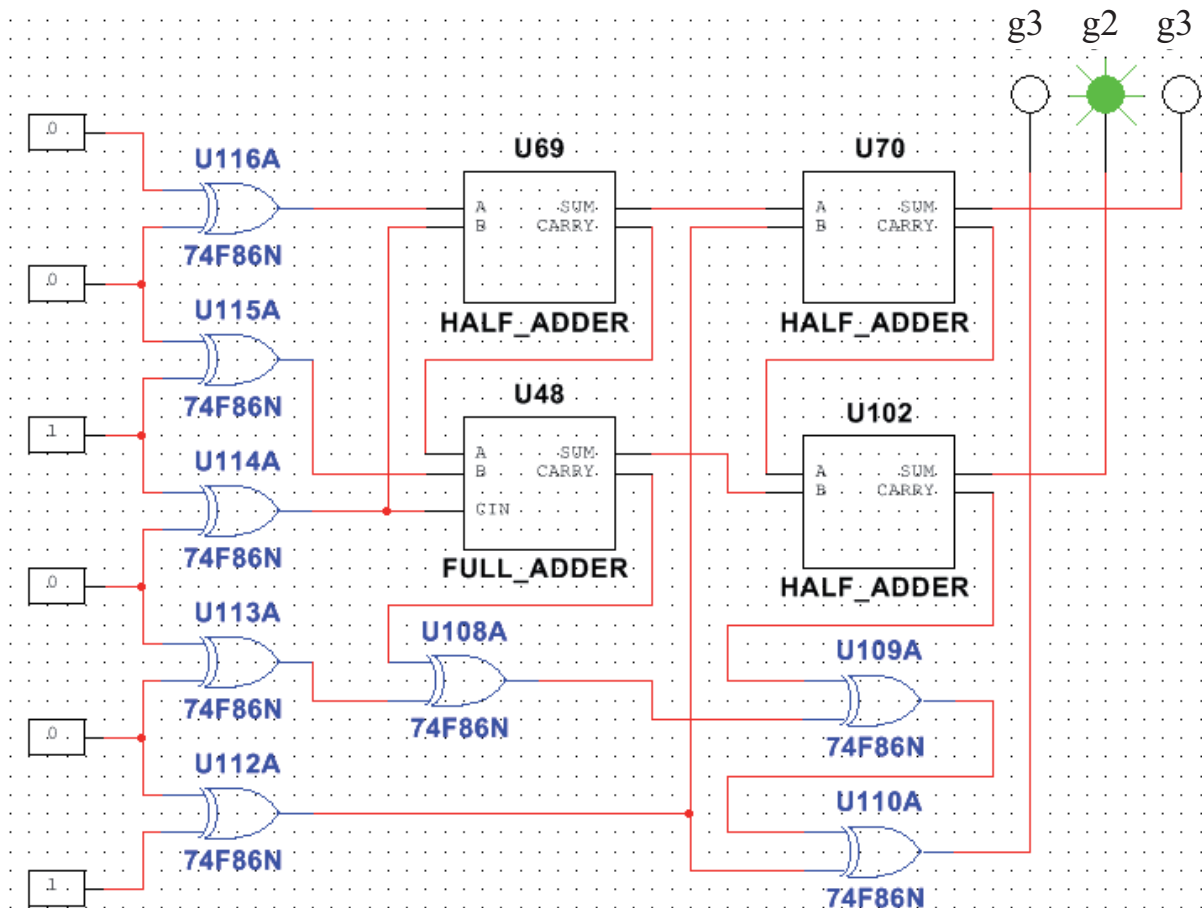 g3 g2 g3
0
U116A
74F86N
0
U115A
74F86N
1
U114A
74F86N
0
U113A
74F86N
0
U112A
74F86N
1
U69
A SUM
B CARRY
HALF_ADDER
U70
A SUM
B CARRY
HALF_ADDER
U48
A SUM
B CARRY
CIN
FULL_ADDER
U102
A SUM
B CARRY
HALF_ADDER
U108A
74F86N
U109A
74F86N
U110A
74F86N